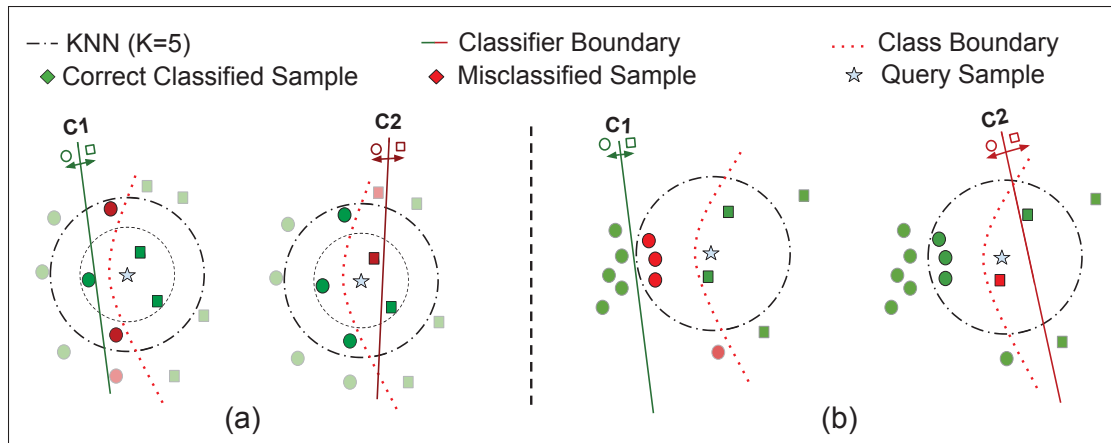 KNN (K=5)
Classifier Boundary
Class Boundary
Correct Classified Sample
Misclassified Sample
Query Sample
C1
C2
C1
C2
(a)
(b)